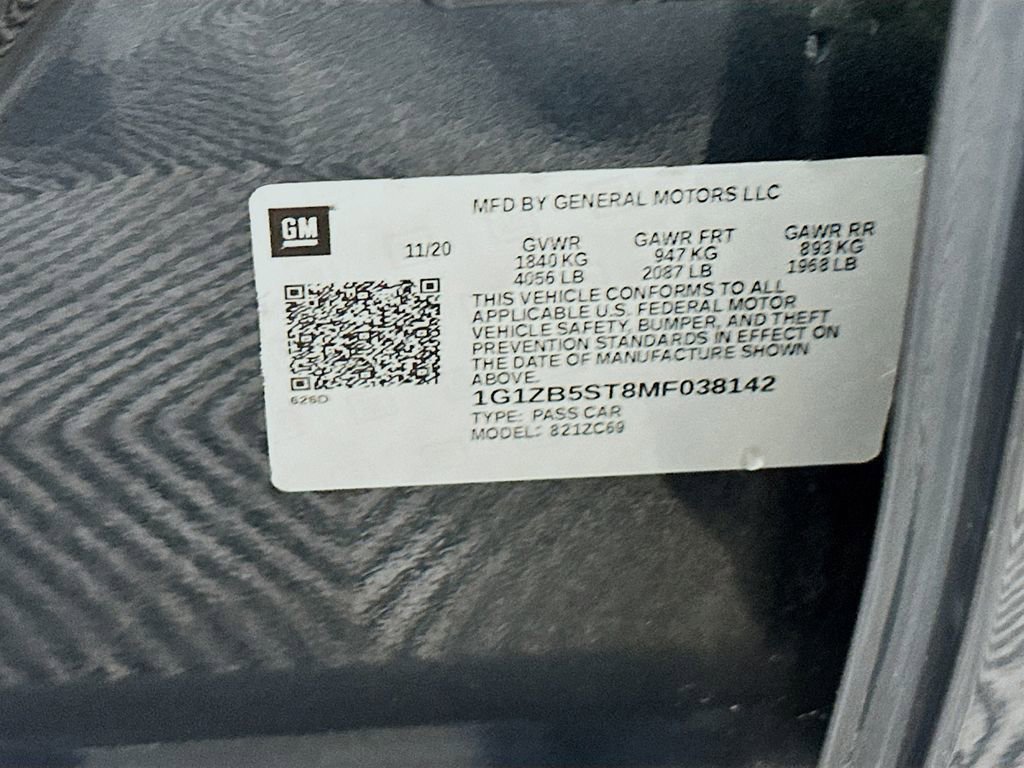 MFD BY GENERAL MOTORS LLC
GM
11/20
GVWR GAWR FRT GAWR RR
1840 KG 947 KG 893 KG
4056 LB 2087 LB 1968 LB
THIS VEHICLE CONFORMS TO ALL
APPLICABLE U.S. FEDERAL MOTOR
VEHICLE SAFETY, BUMPER, AND THEFT
PREVENTION STANDARDS IN EFFECT ON
THE DATE OF MANUFACTURE SHOWN
ABOVE.
1G1ZB5ST8MF038142
626D
TYPE: PASS CAR
MODEL: 821ZC69